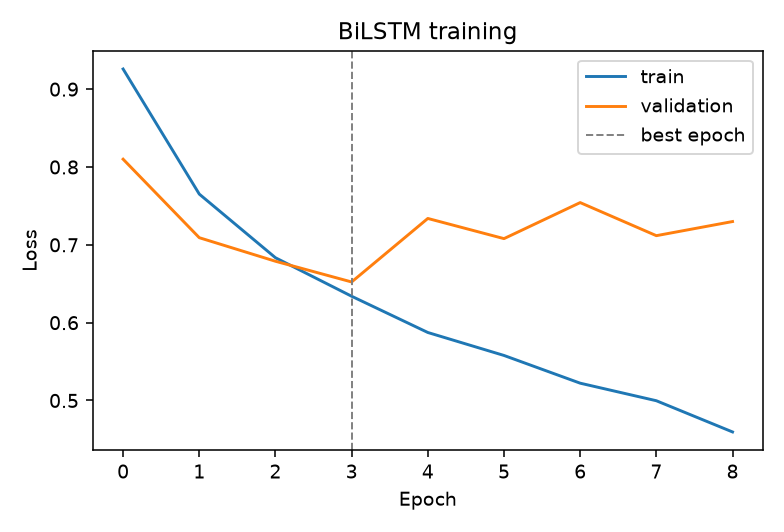 BiLSTM training
train
validation
best epoch
Loss
0.9
0.8
0.7
0.6
0.5
0 1 2 3 4 5 6 7 8
Epoch